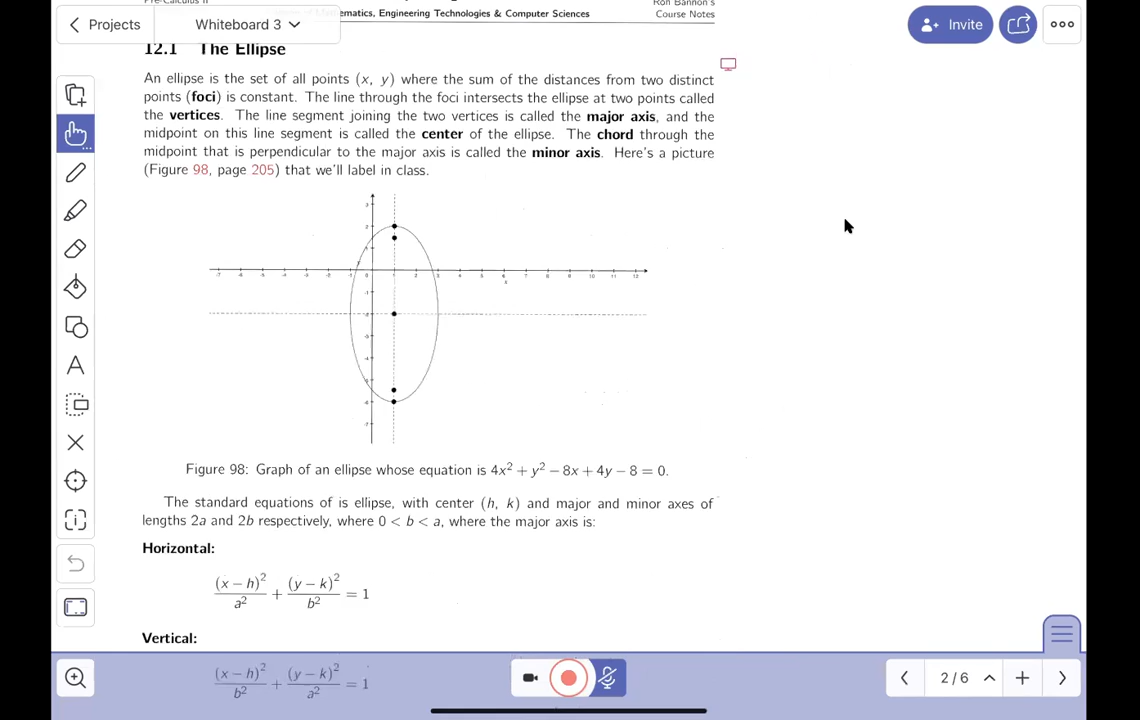 Pre-Calculus II
Ron Bannon's
Projects
Whiteboard 3
ematics, Engineering Technologies & Computer Sciences
Course Notes
Invite
12.1 The Ellipse
An ellipse is the set of all points (x, y) where the sum of the distances from two distinct
points (foci) is constant. The line through the foci intersects the ellipse at two points called
the vertices. The line segment joining the two vertices is called the major axis, and the
midpoint on this line segment is called the center of the ellipse. The chord through the
midpoint that is perpendicular to the major axis is called the minor axis. Here's a picture
(Figure 98, page 205) that we'll label in class.
Figure 98: Graph of an ellipse whose equation is 4x² + y² − 8x + 4y − 8 = 0.
The standard equations of is ellipse, with center (h, k) and major and minor axes of
lengths 2a and 2b respectively, where 0 < b < a, where the major axis is:
Horizontal:
(x − h)²/a² + (y − k)²/b² = 1
Vertical:
(x − h)²/b² + (y − k)²/a² = 1
2/6